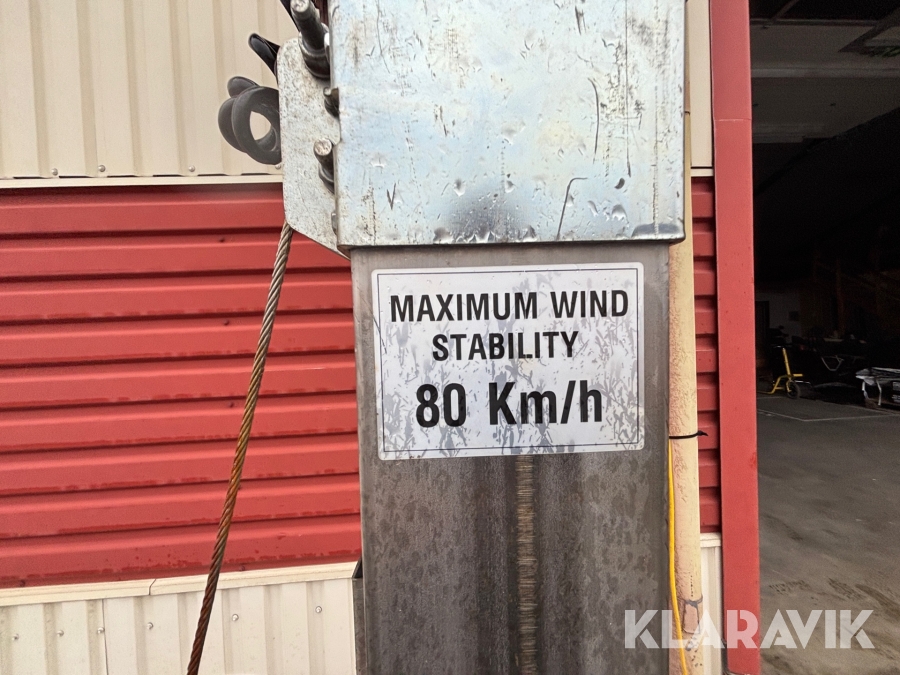 MAXIMUM WIND
STABILITY
80 Km/h
KLARAVIK